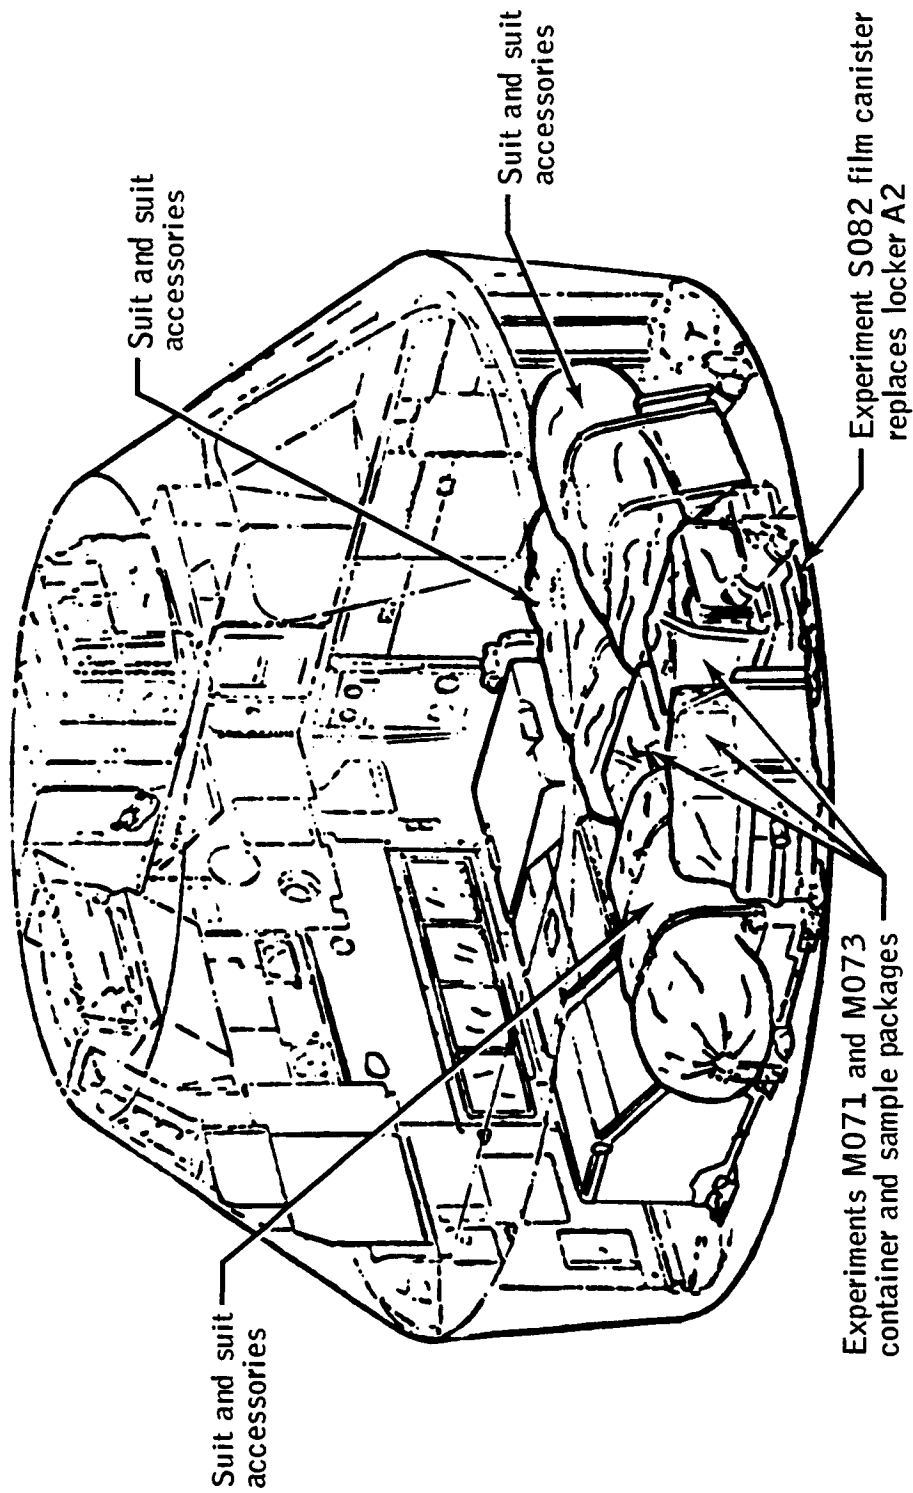 Suit and suit
accessories
Suit and suit
accessories
Suit and suit
accessories
Experiments M071 and M073
container and sample packages
Experiment S082 film canister
replaces locker A2